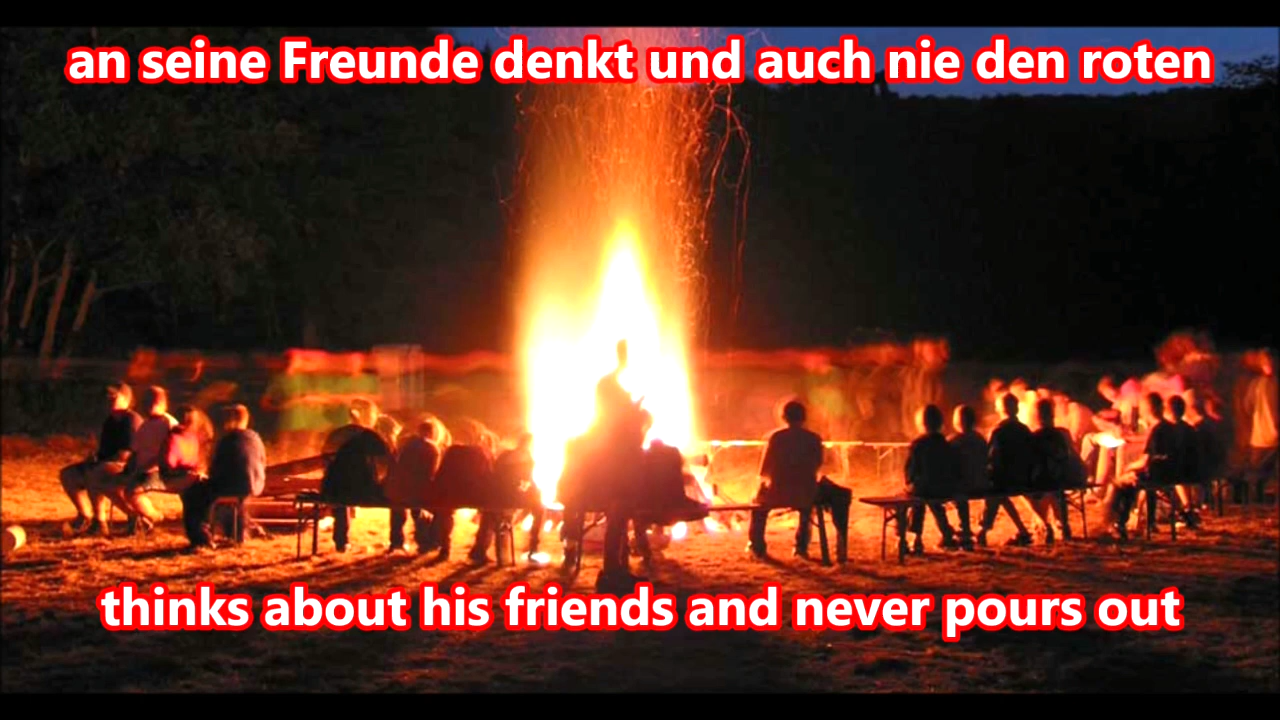 an seine Freunde denkt und auch nie den roten
thinks about his friends and never pours out